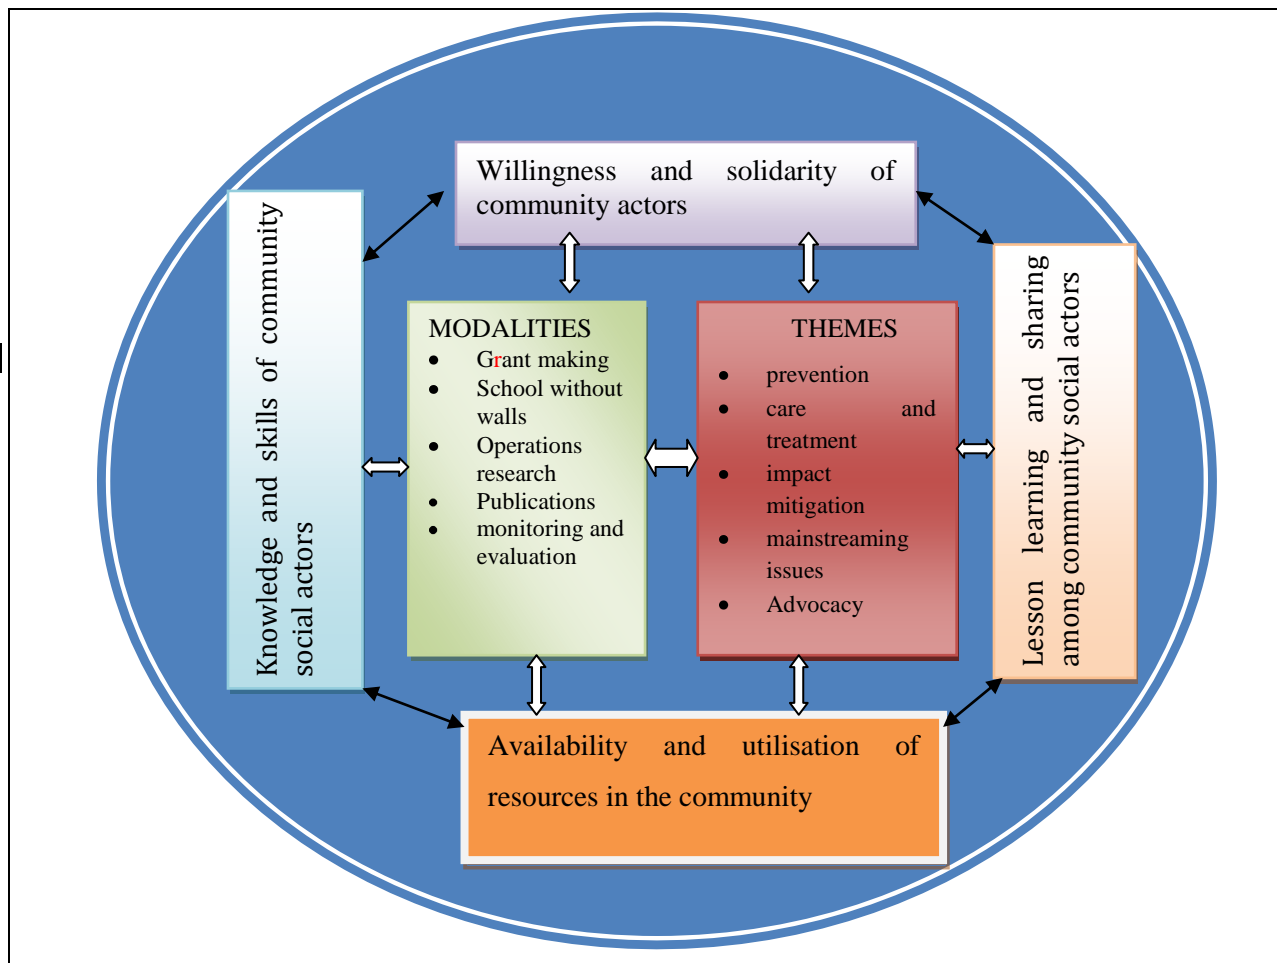 Willingness and solidarity of
community actors
Knowledge and skills of community
social actors
MODALITIES
• Grant making
• School without
walls
• Operations
research
• Publications
• monitoring and
evaluation
THEMES
• prevention
• care and
treatment
• impact
mitigation
• mainstreaming
issues
• Advocacy
Lesson learning and sharing
among community social actors
Availability and utilisation of
resources in the community